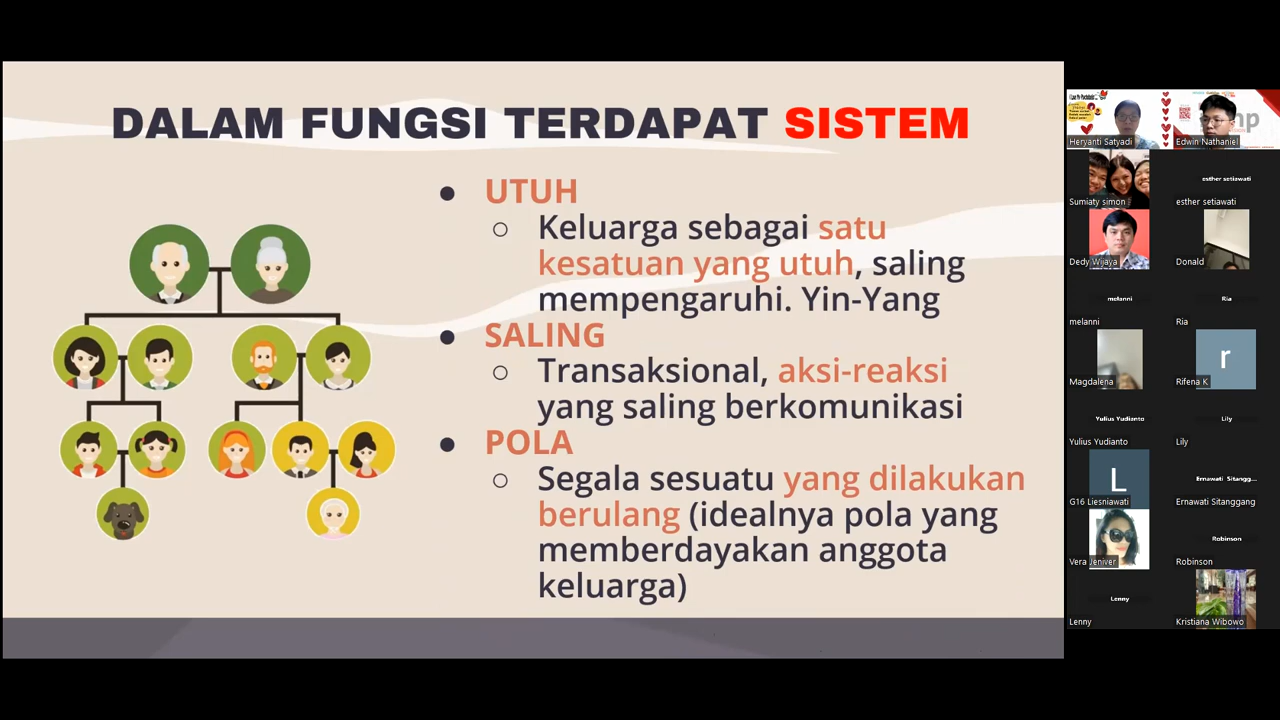 DALAM FUNGSI TERDAPAT SISTEM
UTUH
Keluarga sebagai satu
kesatuan yang utuh, saling
mempengaruhi. Yin-Yang
SALING
Transaksional, aksi-reaksi
yang saling berkomunikasi
POLA
Segala sesuatu yang dilakukan
berulang (idealnya pola yang
memberdayakan anggota
keluarga)
Heryanti Satyadi
Edwin Nathaniel
Sumiaty simon
esther setiawati
esther setiawati
Dedy Wijaya
Donald
melanni
melanni
Ria
Ria
Magdalena
r
Rifena K
Yulius Yudianto
Yulius Yudianto
Lily
Lily
L
G16 Liesniawati
Ernawati Sitangg...
Ernawati Sitanggang
Vera Jeniver
Robinson
Robinson
Lenny
Lenny
Kristiana Wibowo